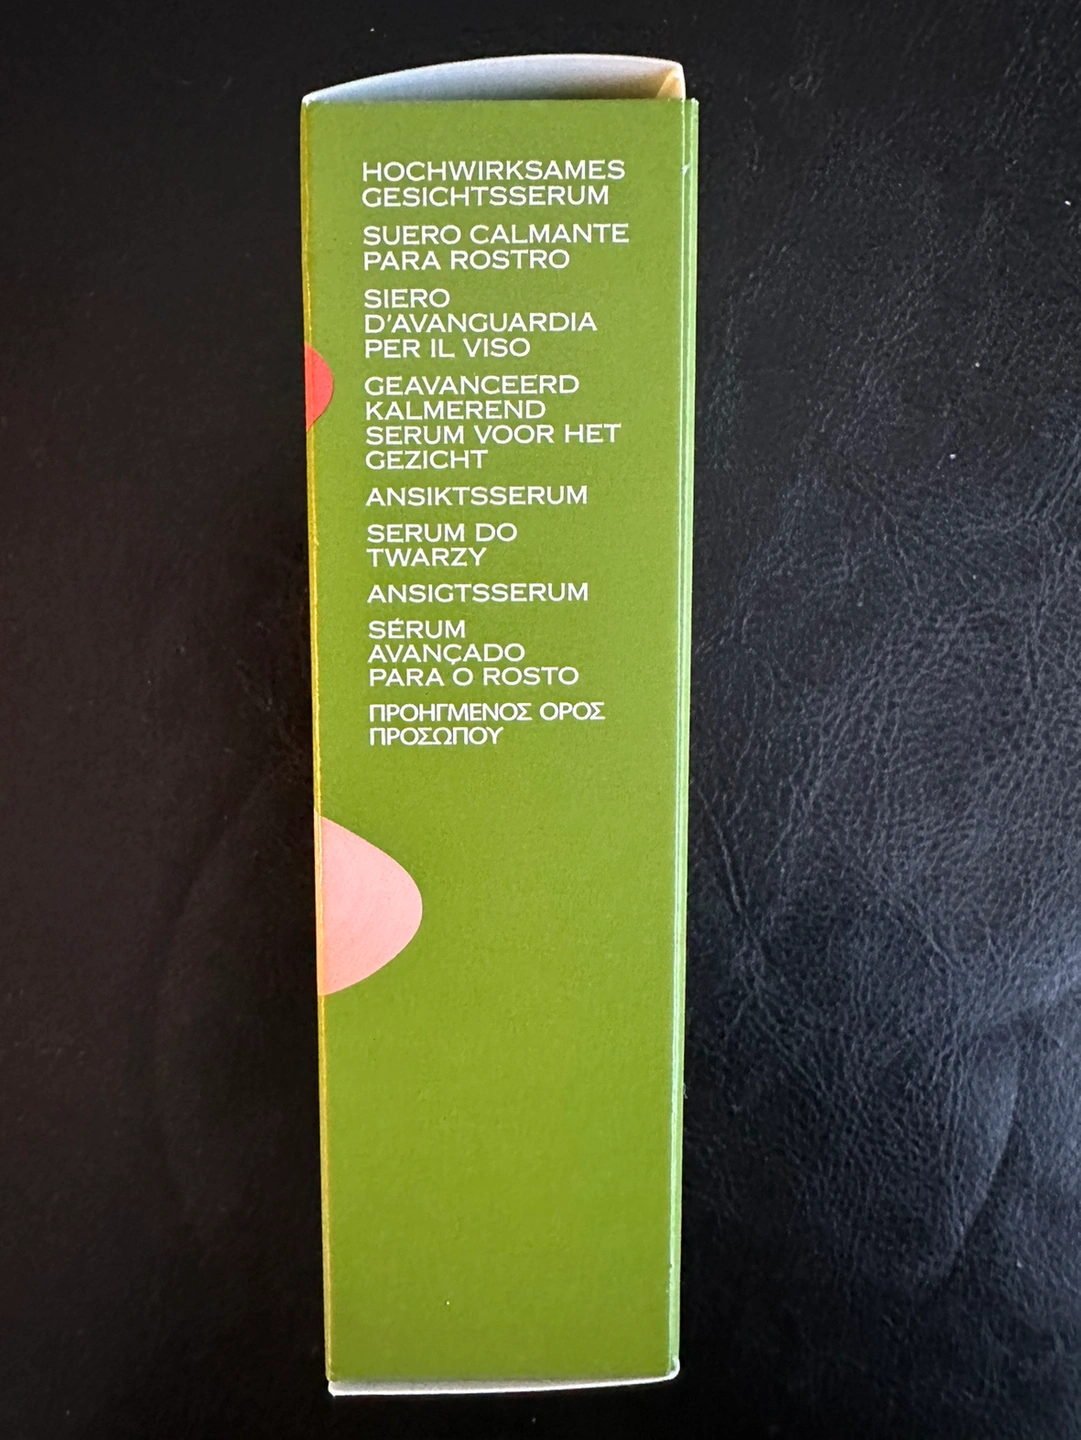 HOCHWIRKSAMES
GESICHTSSERUM
SUERO CALMANTE
PARA ROSTRO
SIERO
D'AVANGUARDIA
PER IL VISO
GEAVANCEERD
KALMEREND
SERUM VOOR HET
GEZICHT
ANSIKTSSERUM
SERUM DO
TWARZY
ANSIGTSSERUM
SÉRUM
AVANÇADO
PARA O ROSTO
ΠΡΟΗΓΜΕΝΟΣ ΟΡΟΣ
ΠΡΟΣΩΠΟΥ